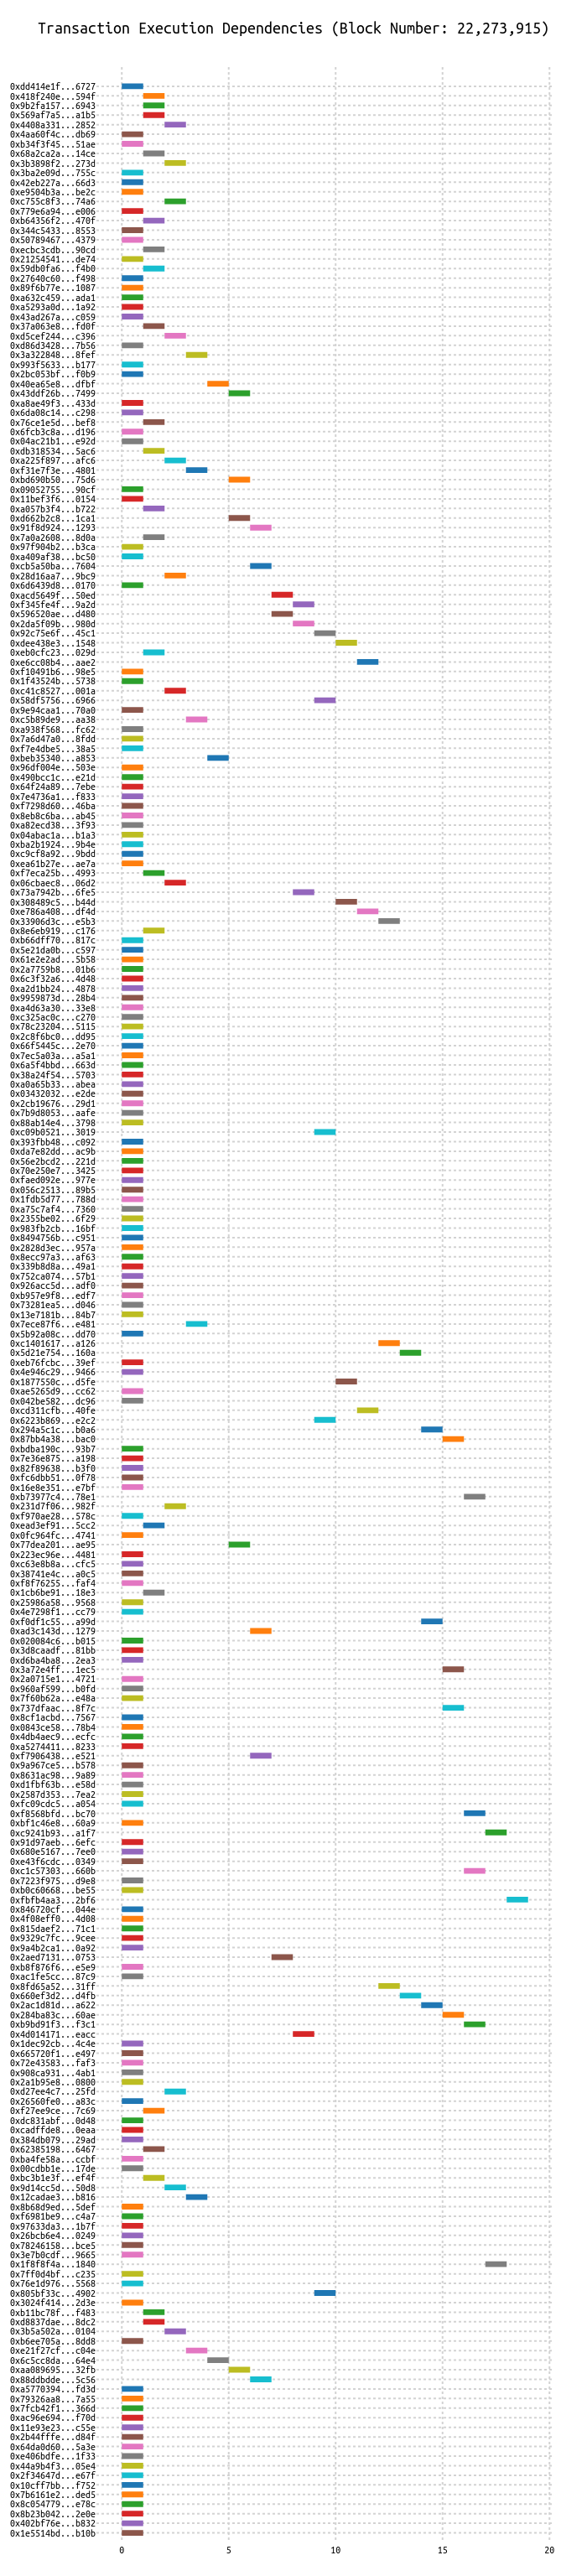 Transaction Execution Dependencies (Block Number: 22,273,915)
0xdd414e1f...6727
0x418f240e...594f
0x9b2fa157...6943
0x569af7a5...a1b5
0x4408a331...2852
0x4aa60f4c...db69
0xb34f3f45...51ae
0x68a2ca2a...14ce
0x3b3898f2...273d
0x3ba2e09d...755c
0x42eb227a...66d3
0xe9504b3a...be2c
0xc755c8f3...74a6
0x779e6a94...e006
0xb64356f2...470f
0x344c5433...8553
0x50789467...4379
0xecbc3cdb...90cd
0x21254541...de74
0x59db0fa6...f4b0
0x27640c60...f498
0x89f6b77e...1087
0xa632c459...ada1
0xa5293a0d...1a92
0x43ad267a...c059
0x37a063e8...fd0f
0xd5cef244...c396
0xd86d3428...7b56
0x3a322848...8fef
0x993f5633...b177
0x2bc053bf...f0b9
0x40ea65e8...dfbf
0x43ddf26b...7499
0xa8ae49f3...433d
0x6da08c14...c298
0x76ce1e5d...bef8
0x6fcb3c8a...d196
0x04ac21b1...e92d
0xdb318534...5ac6
0xa225f897...afc6
0xf31e7f3e...4801
0xbd690b50...75d6
0x09052755...90cf
0x11bef3f6...0154
0xa057b3f4...b722
0xd662b2c8...1ca1
0x91f8d924...1293
0x7a0a2608...8d0a
0x97f904b2...b3ca
0xa409af38...bc50
0xcb5a50ba...7604
0x28d16aa7...9bc9
0x6d6439d8...0170
0xacd5649f...50ed
0xf345fe4f...9a2d
0x596520ae...d480
0x2da5f09b...980d
0x92c75e6f...45c1
0xdee438e3...1548
0xeb0cfc23...029d
0xe6cc08b4...aae2
0xf10491b6...98e5
0x1f43524b...5738
0xc41c8527...001a
0x58df5756...6966
0x9e94caa1...70a0
0xc5b89de9...aa38
0xa938f568...fc62
0x7a6d47a0...8fdd
0xf7e4dbe5...38a5
0xbeb35340...a853
0x96df004e...503e
0x490bcc1c...e21d
0x64f24a89...7ebe
0x7e4736a1...f833
0xf7298d60...46ba
0x8eb8c6ba...ab45
0xa82ecd38...3f93
0x04abac1a...b1a3
0xba2b1924...9b4e
0xc9cf8a92...9bdd
0xea61b27e...ae7a
0xf7eca25b...4993
0x06cbaec8...06d2
0x73a7942b...6fe5
0x308489c5...b44d
0xe786a408...df4d
0x33906d3c...e5b3
0x8e6eb919...c176
0xb66dff70...817c
0x5e21da0b...c597
0x61e2e2ad...5b58
0x2a7759b8...01b6
0x6c3f32a6...4d48
0xa2d1bb24...4878
0x9959873d...28b4
0xa4d63a30...33e8
0xc325ac0c...c270
0x78c23204...5115
0x2c8f6bc0...dd95
0x66f5445c...2e70
0x7ec5a03a...a5a1
0x6a5f4bbd...663d
0x38a24f54...5703
0xa0a65b33...abea
0x03432032...e2de
0x2cb19676...29d1
0x7b9d8053...aafe
0x88ab14e4...3798
0xc09b0521...3019
0x393fbb48...c092
0xda7e82dd...ac9b
0x56e2bcd2...221d
0x70e250e7...3425
0xfaed092e...977e
0x056c2513...89b5
0x1fdb5d77...788d
0xa75c7af4...7360
0x2355be02...6f29
0x983fb2cb...16bf
0x8494756b...c951
0x2828d3ec...957a
0x8ecc97a3...af63
0x339b8d8a...49a1
0x752ca074...57b1
0x926acc5d...adf0
0xb957e9f8...edf7
0x73281ea5...d046
0x13e7181b...84b7
0x7ece87f6...e481
0x5b92a08c...dd70
0xc1401617...a126
0x5d21e754...160a
0xeb76fcbc...39ef
0x4e946c29...9466
0x1877550c...d5fe
0xae5265d9...cc62
0x042be582...dc96
0xcd311cfb...40fe
0x6223b869...e2c2
0x294a5c1c...b0a6
0x87bb4a38...bac0
0xbdba190c...93b7
0x7e36e875...a198
0x82f89638...b3f0
0xfc6dbb51...0f78
0x16e8e351...e7bf
0xb73977c4...78e1
0x231d7f06...982f
0xf970ae28...578c
0xead3ef91...5cc2
0x0fc964fc...4741
0x77dea201...ae95
0x223ec96e...4481
0xc63e8b8a...cfc5
0x38741e4c...a0c5
0xf8f76255...faf4
0x1cb6be91...18e3
0x25986a58...9568
0x4e7298f1...cc79
0xf0df1c55...a99d
0xad3c143d...1279
0x020084c6...b015
0x3d8caadf...81bb
0xd6ba4ba8...2ea3
0x3a72e4ff...1ec5
0x2a0715e1...4721
0x960af599...b0fd
0x7f60b62a...e48a
0x737dfaac...8f7c
0x8cf1acbd...7567
0x0843ce58...78b4
0x4db4aec9...ecfc
0xa5274411...8233
0xf7906438...e521
0x9a967ce5...b578
0x8631ac98...9a89
0xd1fbf63b...e58d
0x2587d353...7ea2
0xfc09cdc5...a054
0xf8568bfd...bc70
0xbf1c46e8...60a9
0xc9241b93...a1f7
0x91d97aeb...6efc
0x680e5167...7ee0
0xe43f6cdc...0349
0xc1c57303...660b
0x7223f975...d9e8
0xb0c60668...be55
0xfbfb4aa3...2bf6
0x846720cf...044e
0x4f08eff0...4d08
0x815daef2...71c1
0x9329c7fc...9cee
0x9a4b2ca1...0a92
0x2aed7131...0753
0xb8f876f6...e5e9
0xac1fe5cc...87c9
0x8fd65a52...31ff
0x660ef3d2...d4fb
0x2ac1d81d...a622
0x284ba83c...60ae
0xb9bd91f3...f3c1
0x4d014171...eacc
0x1dec92cb...4c4e
0x665720f1...e497
0x72e43583...faf3
0x908ca931...4ab1
0x2a1b95e8...0800
0xd27ee4c7...25fd
0x26560fe0...a83c
0xf27ee9ce...7c69
0xdc831abf...0d48
0xcadffde8...0eaa
0x384db079...29ad
0x62385198...6467
0xba4fe58a...ccbf
0x00cdbb1e...17de
0xbc3b1e3f...ef4f
0x9d14cc5d...50d8
0x12cadae3...b816
0x8b68d9ed...5def
0xf6981be9...c4a7
0x97633da3...1b7f
0x26bcb6e4...0249
0x78246158...bce5
0x3e7b0cdf...9665
0x1f8f8f4a...1840
0x7ff0d4bf...c235
0x76e1d976...5568
0x805bf33c...4902
0x3024f414...2d3e
0xb11bc78f...f483
0xd8837dae...8dc2
0x3b5a502a...0104
0xb6ee705a...8dd8
0xe21f27cf...c04e
0x6c5cc8da...64e4
0xaa089695...32fb
0x88ddbdde...5c56
0xa5770394...fd3d
0x79326aa8...7a55
0x7fcb42f1...366d
0xac96e694...f70d
0x11e93e23...c55e
0x2b44fffe...d84f
0x64da0d60...5a3e
0xe406bdfe...1f33
0x44a9b4f3...05e4
0x2f34647d...e67f
0x10cff7bb...f752
0x7b6161e2...ded5
0x8c054779...e78c
0x8b23b042...2e0e
0x402bf76e...b832
0x1e5514bd...b10b
0 5 10 15 20